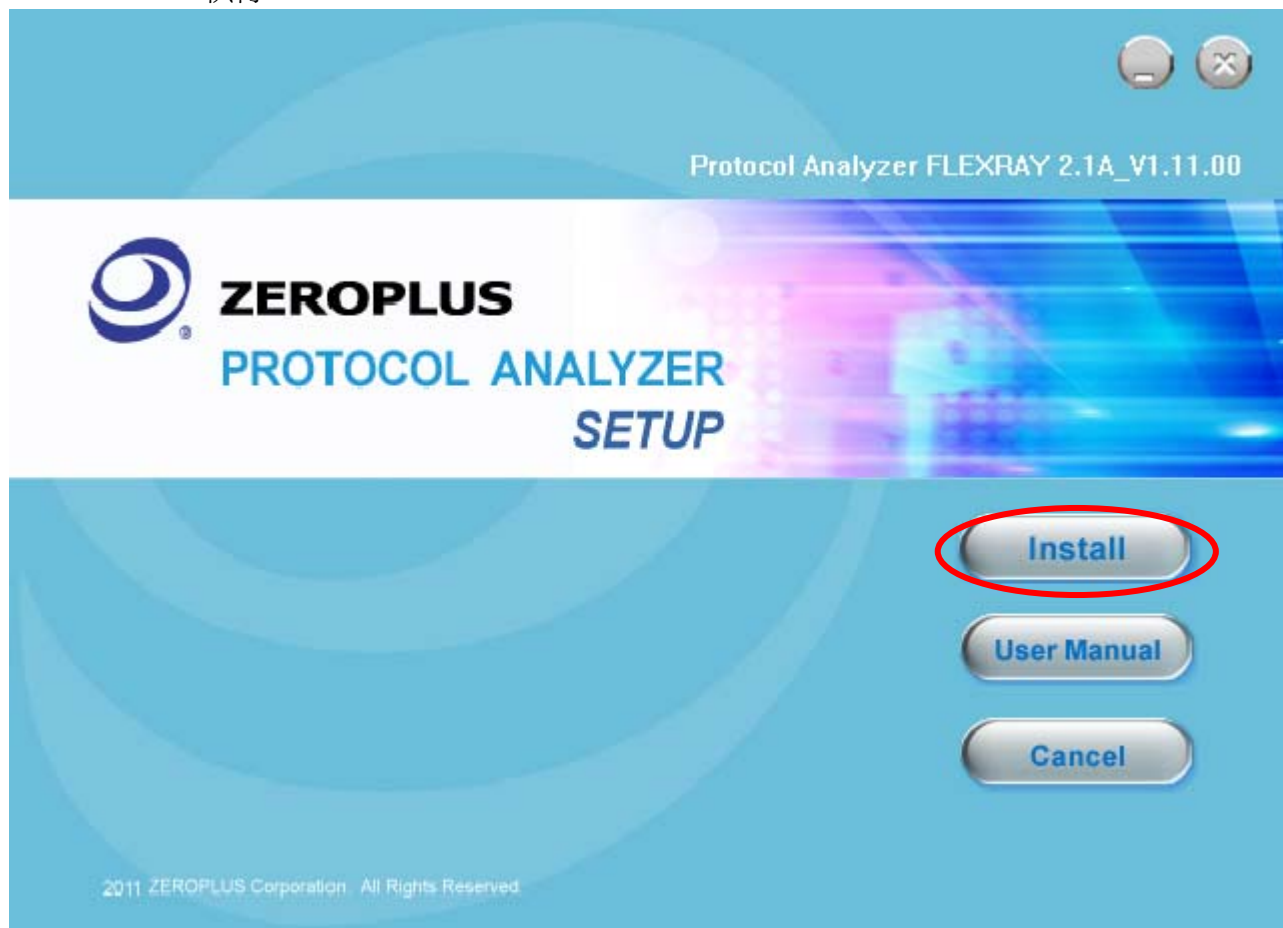 Protocol Analyzer FLEXRAY 2.1A_V1.11.00
ZEROPLUS
®
PROTOCOL ANALYZER
SETUP
Install
User Manual
Cancel
2011 ZEROPLUS Corporation. All Rights Reserved.